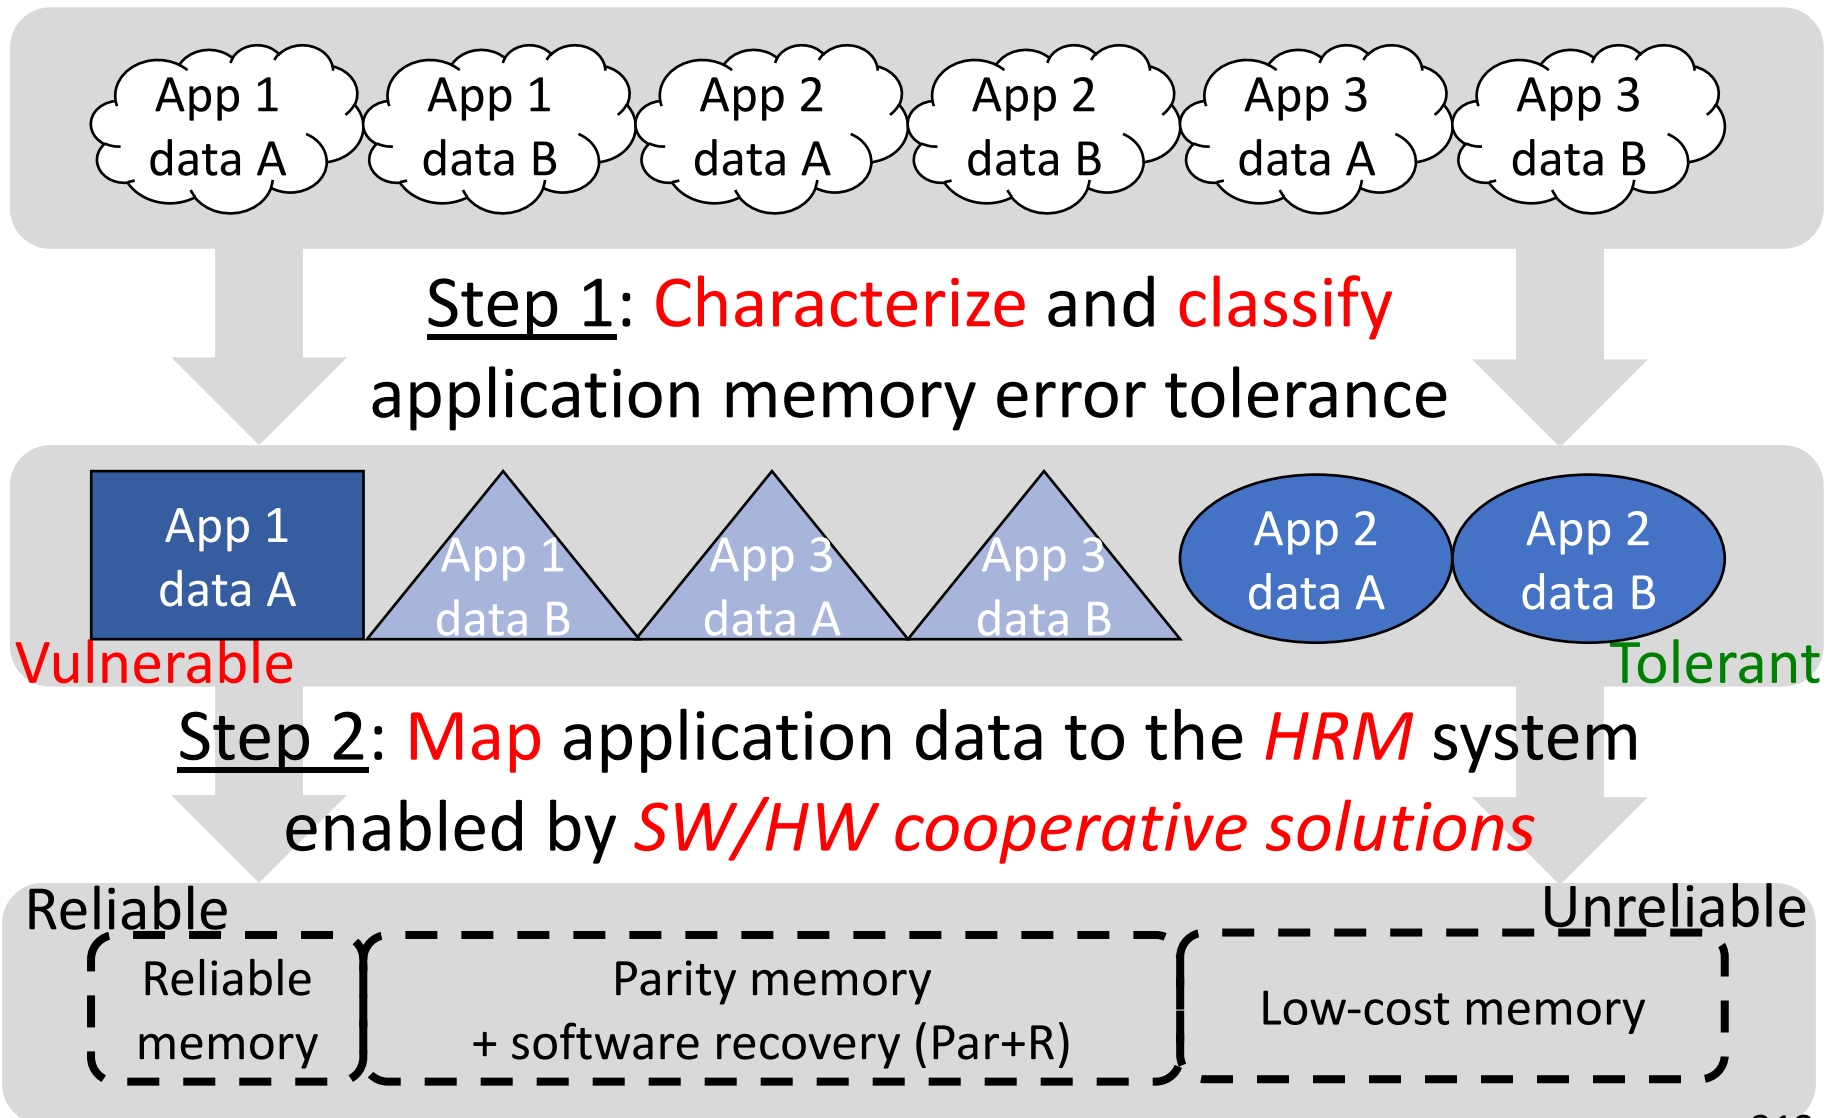 App 1
data A
App 1
data B
App 2
data A
App 2
data B
App 3
data A
App 3
data B
Step 1: Characterize and classify
application memory error tolerance
App 1
data A
App 1
data B
App 3
data A
App 3
data B
App 2
data A
App 2
data B
Vulnerable
Tolerant
Step 2: Map application data to the HRM system
enabled by SW/HW cooperative solutions
Reliable
Unreliable
Reliable
memory
Parity memory
+ software recovery (Par+R)
Low-cost memory